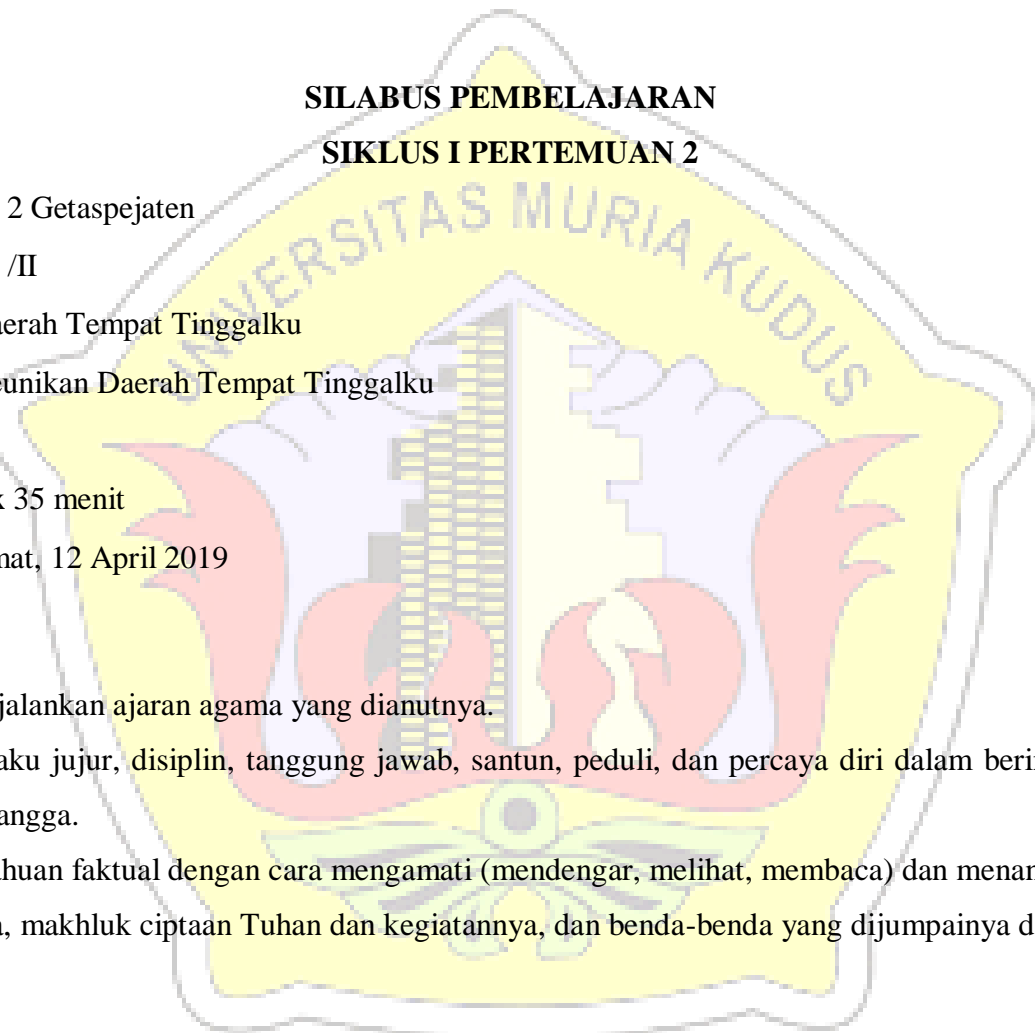 SILABUS PEMBELAJARAN
SIKLUS I PERTEMUAN 2
UNIVERSITAS MURIA KUDUS
2 Getaspejaten
/II
erah Tempat Tinggalku
eunikan Daerah Tempat Tinggalku
35 menit
mat, 12 April 2019
jalankan ajaran agama yang dianutnya.
aku jujur, disiplin, tanggung jawab, santun, peduli, dan percaya diri dalam beri
angga.
ahuan faktual dengan cara mengamati (mendengar, melihat, membaca) dan menan
, makhluk ciptaan Tuhan dan kegiatannya, dan benda-benda yang dijumpainya d